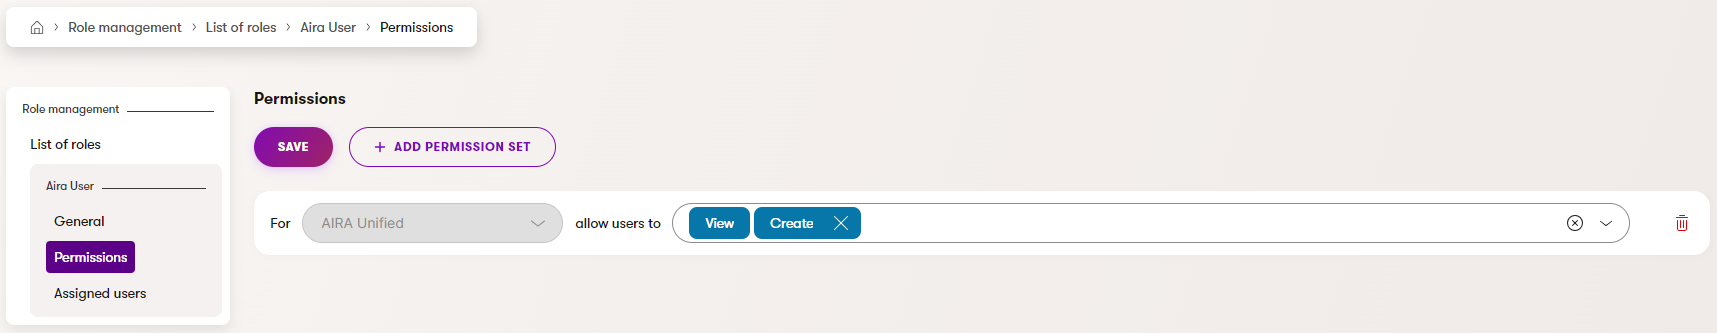 Role management List of roles Aira User Permissions
Role management
List of roles
Aira User
General
Permissions
Assigned users
Permissions
SAVE ADD PERMISSION SET
For AIRA Unified allow users to View Create